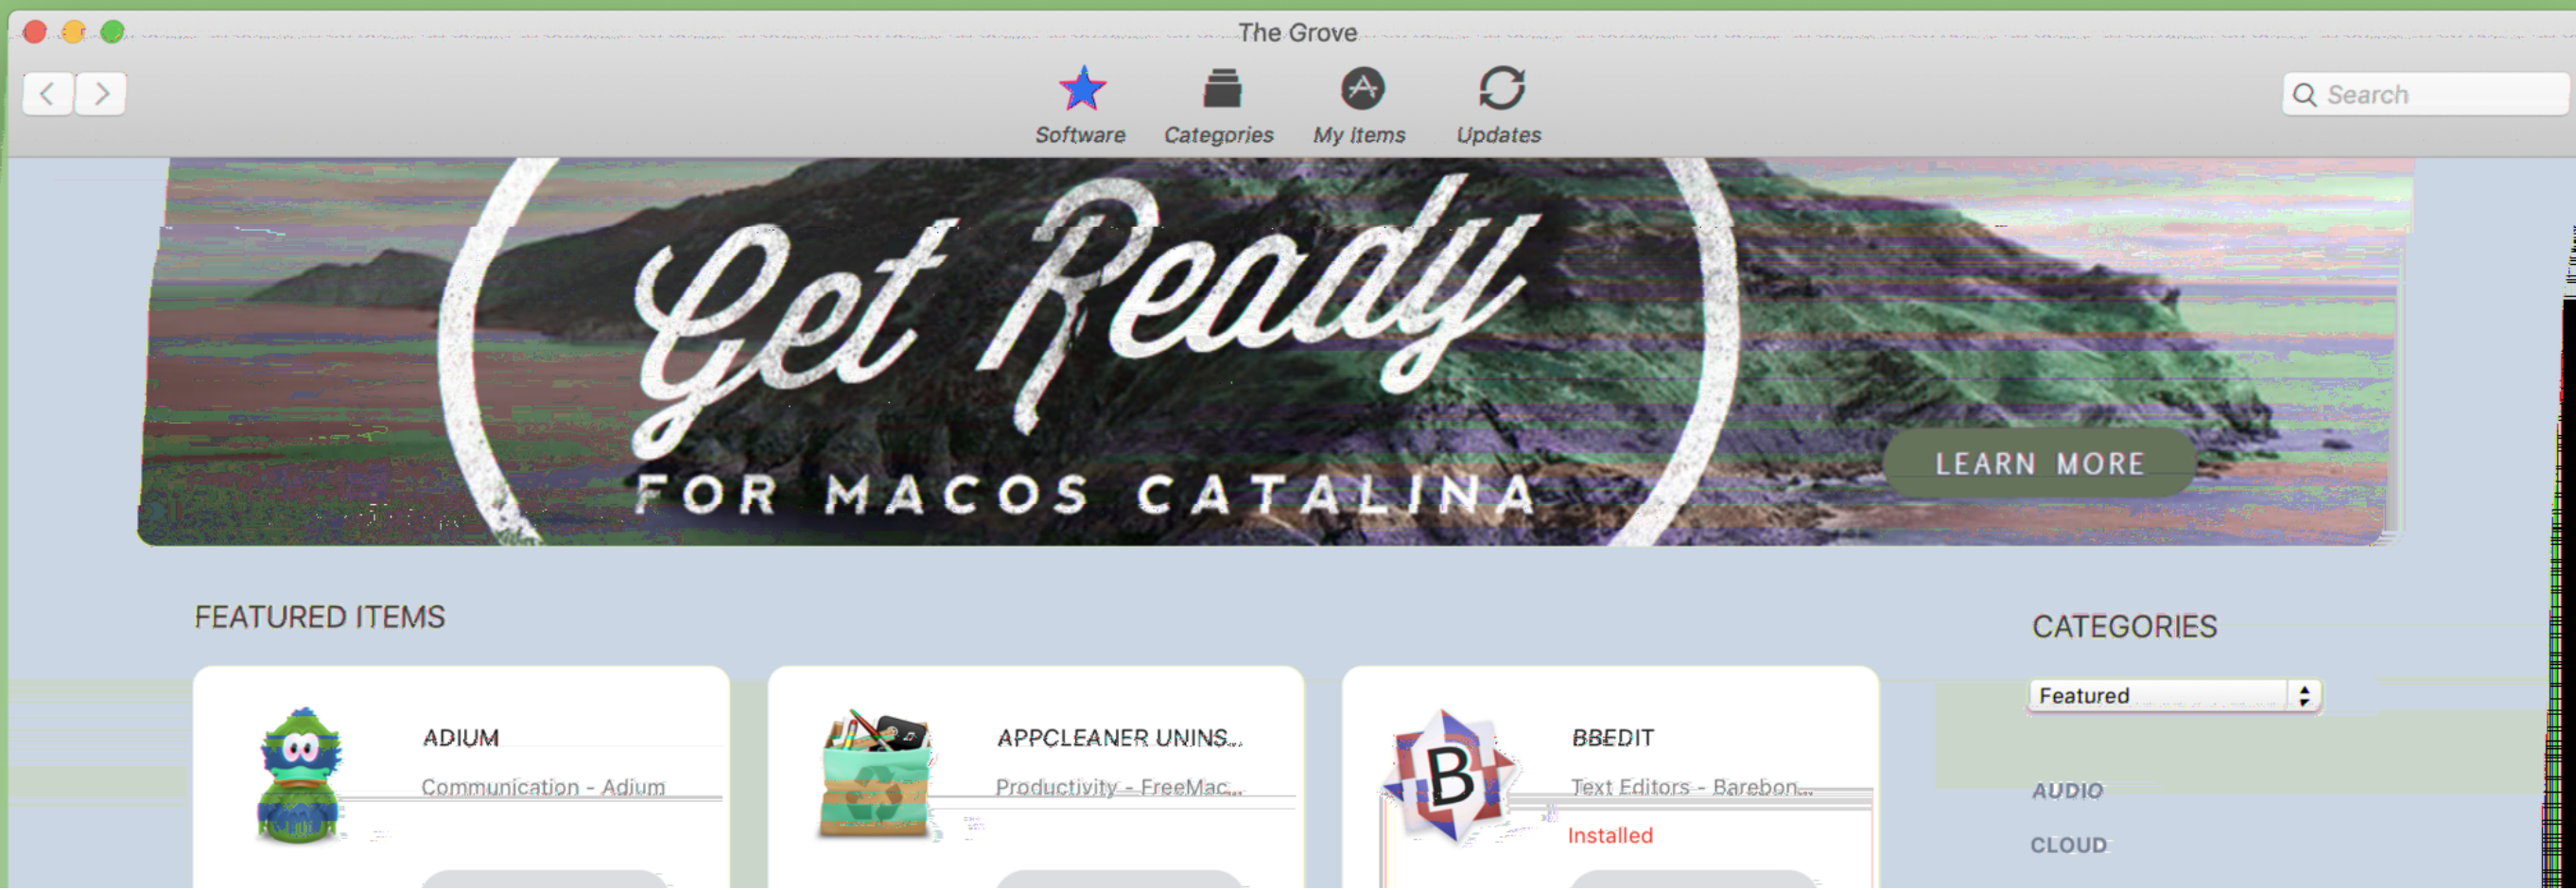 The Grove
Software
Categories
My Items
Updates
Search
Get Ready
FOR MACOS CATALINA
LEARN MORE
FEATURED ITEMS
ADIUM
Communication - Adium
APPCLEANER UNINS...
Productivity - FreeMac...
B
BBEDIT
Text Editors - Barebon...
Installed
CATEGORIES
Featured
AUDIO
CLOUD